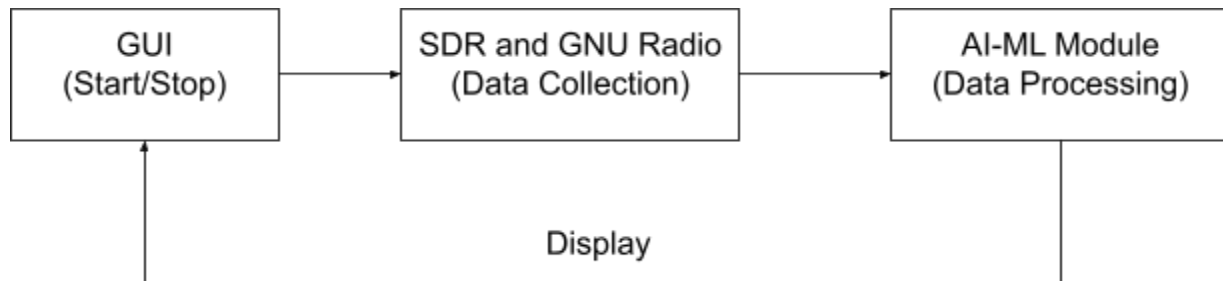 GUI
(Start/Stop)
SDR and GNU Radio
(Data Collection)
AI-ML Module
(Data Processing)
Display